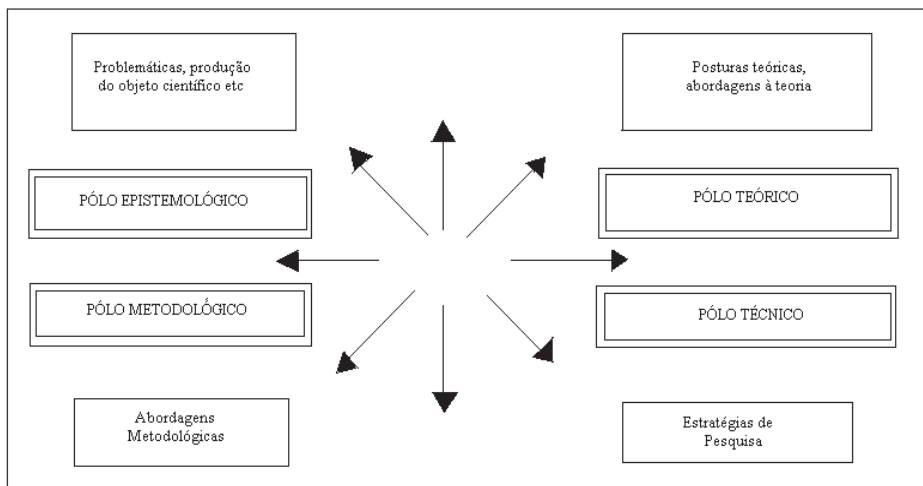 Problemáticas, produção
do objeto científico etc
Posturas teóricas,
abordagens à teoria
PÓLO EPISTEMOLÓGICO
PÓLO TEÓRICO
PÓLO METODOLÓGICO
PÓLO TÉCNICO
Abordagens
Metodológicas
Estratégias de
Pesquisa